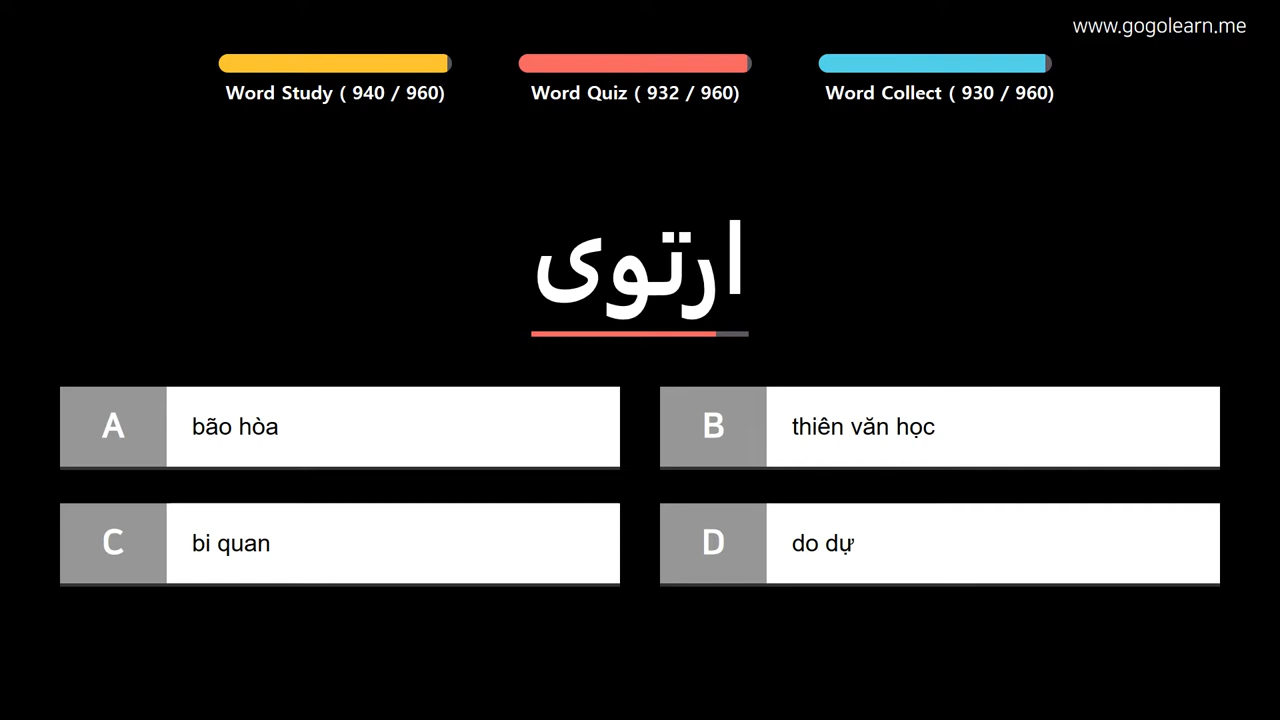 www.gogolearn.me
Word Study ( 940 / 960)
Word Quiz ( 932 / 960)
Word Collect ( 930 / 960)
ارتوى
A
bão hòa
B
thiên văn học
C
bi quan
D
do dự